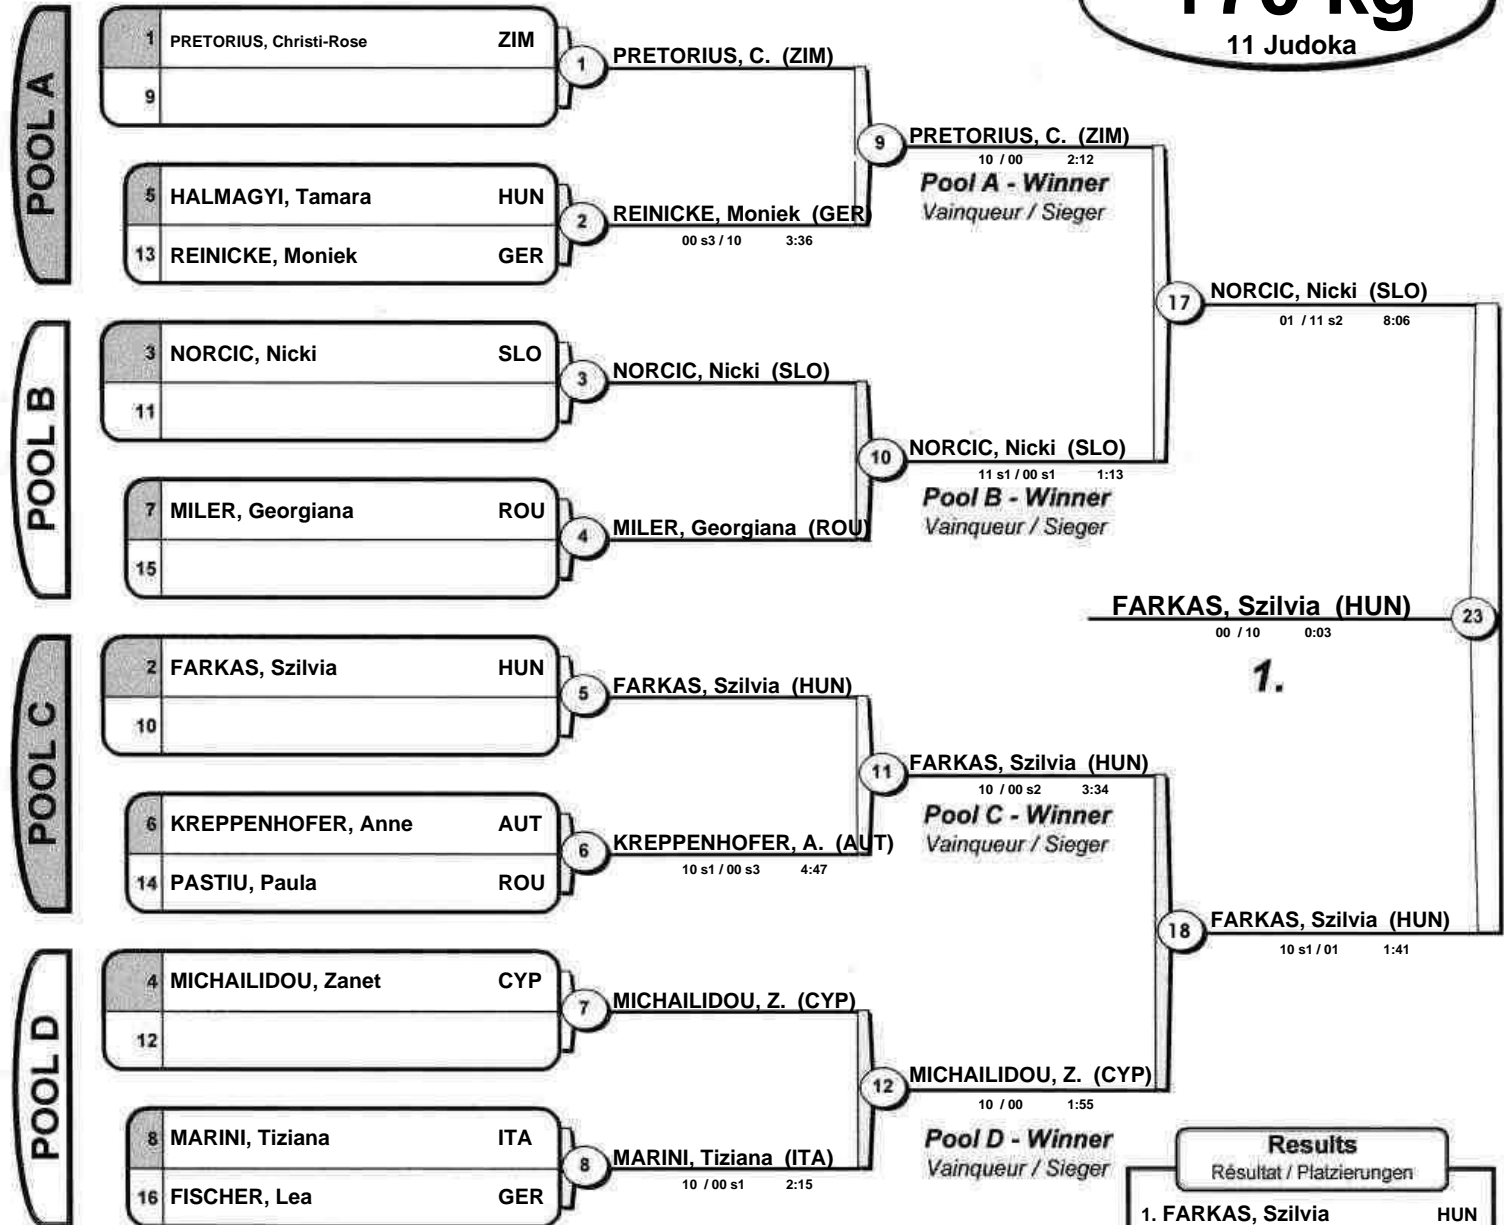 11 Judoka
POOL A
1 PRETORIUS, Christi-Rose ZIM
9
1 PRETORIUS, C. (ZIM)
5 HALMAGYI, Tamara HUN
13 REINICKE, Moniek GER
2 REINICKE, Moniek (GER)
00 s3 / 10 3:36
9 PRETORIUS, C. (ZIM)
10 / 00 2:12
Pool A - Winner
Vainqueur / Sieger
POOL B
3 NORCIC, Nicki SLO
11
3 NORCIC, Nicki (SLO)
7 MILER, Georgiana ROU
15
4 MILER, Georgiana (ROU)
10 NORCIC, Nicki (SLO)
11 s1 / 00 s1 1:13
Pool B - Winner
Vainqueur / Sieger
17 NORCIC, Nicki (SLO)
01 / 11 s2 8:06
POOL C
2 FARKAS, Szilvia HUN
10
5 FARKAS, Szilvia (HUN)
6 KREPPENHOFER, Anne AUT
14 PASTIU, Paula ROU
6 KREPPENHOFER, A. (AUT)
10 s1 / 00 s3 4:47
11 FARKAS, Szilvia (HUN)
10 / 00 s2 3:34
Pool C - Winner
Vainqueur / Sieger
POOL D
4 MICHAILIDOU, Zanet CYP
12
7 MICHAILIDOU, Z. (CYP)
8 MARINI, Tiziana ITA
16 FISCHER, Lea GER
8 MARINI, Tiziana (ITA)
10 / 00 s1 2:15
12 MICHAILIDOU, Z. (CYP)
10 / 00 1:55
Pool D - Winner
Vainqueur / Sieger
18 FARKAS, Szilvia (HUN)
10 s1 / 01 1:41
FARKAS, Szilvia (HUN) 23
00 / 10 0:03
1.
Results
Résultat / Platzierungen
1. FARKAS, Szilvia HUN